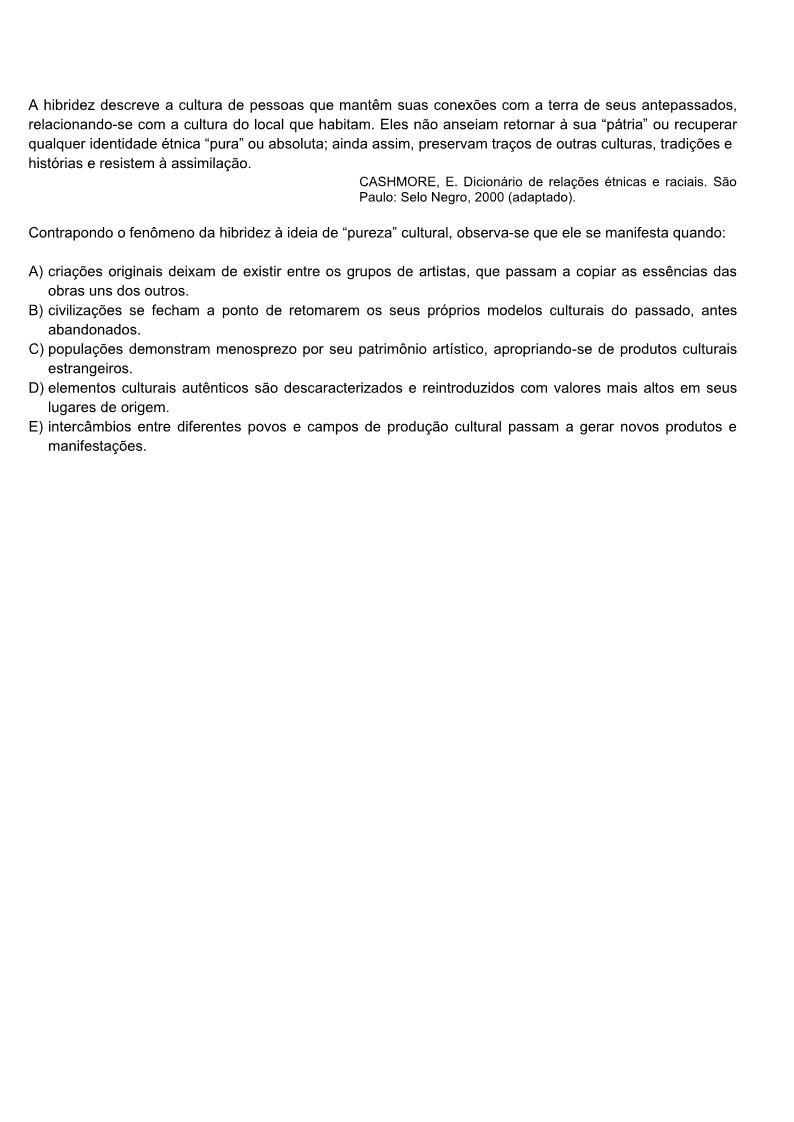 A hibridez descreve a cultura de pessoas que mantêm suas conexões com a terra de seus antepassados,
relacionando-se com a cultura do local que habitam. Eles não anseiam retornar à sua “pátria” ou recuperar
qualquer identidade étnica “pura” ou absoluta; ainda assim, preservam traços de outras culturas, tradições e
histórias e resistem à assimilação.
CASHMORE, E. Dicionário de relações étnicas e raciais. São
Paulo: Selo Negro, 2000 (adaptado).
Contrapondo o fenômeno da hibridez à ideia de “pureza” cultural, observa-se que ele se manifesta quando:
A) criações originais deixam de existir entre os grupos de artistas, que passam a copiar as essências das
obras uns dos outros.
B) civilizações se fecham a ponto de retomarem os seus próprios modelos culturais do passado, antes
abandonados.
C) populações demonstram menosprezo por seu patrimônio artístico, apropriando-se de produtos culturais
estrangeiros.
D) elementos culturais autênticos são descaracterizados e reintroduzidos com valores mais altos em seus
lugares de origem.
E) intercâmbios entre diferentes povos e campos de produção cultural passam a gerar novos produtos e
manifestações.